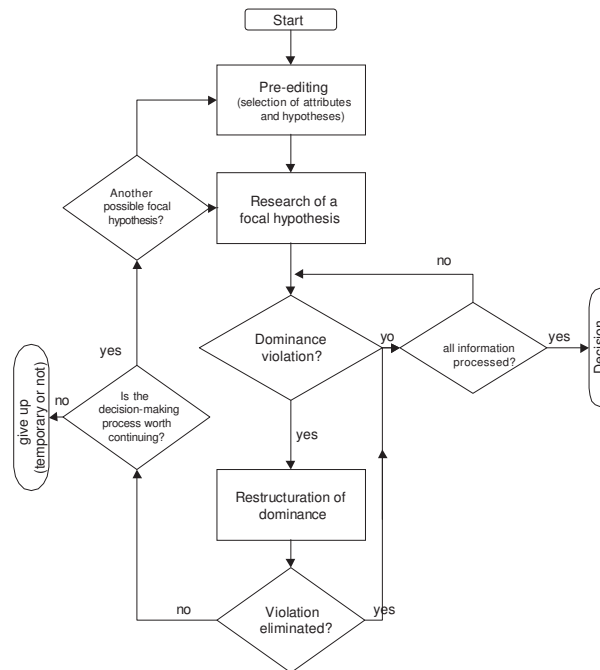 Start
Pre-editing
(selection of attributes
and hypotheses)
Another
possible focal
hypothesis?
Research of a
focal hypothesis
no
yes
Dominance
violation?
yo
all information
processed?
yes
Decision
no
Is the
decision-making
process worth
continuing?
give up
(temporary or not)
yes
Restructuration of
dominance
no
Violation
eliminated?
yes